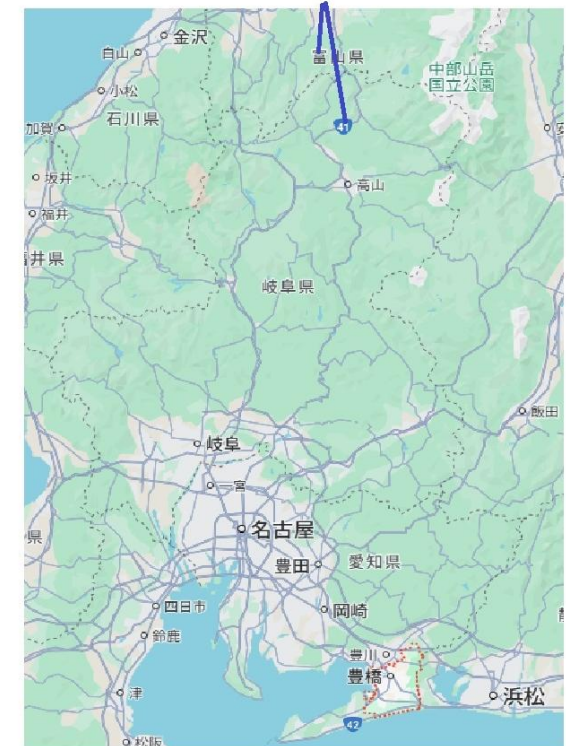 金沢
白山
富山県
中部山岳
国立公園
小松
石川県
加賀
41
坂井
高山
福井
井県
岐阜県
飯田
岐阜
一宮
名古屋
県
豊田
愛知県
四日市
岡崎
鈴鹿
豊川
豊橋
津
浜松
42
松阪